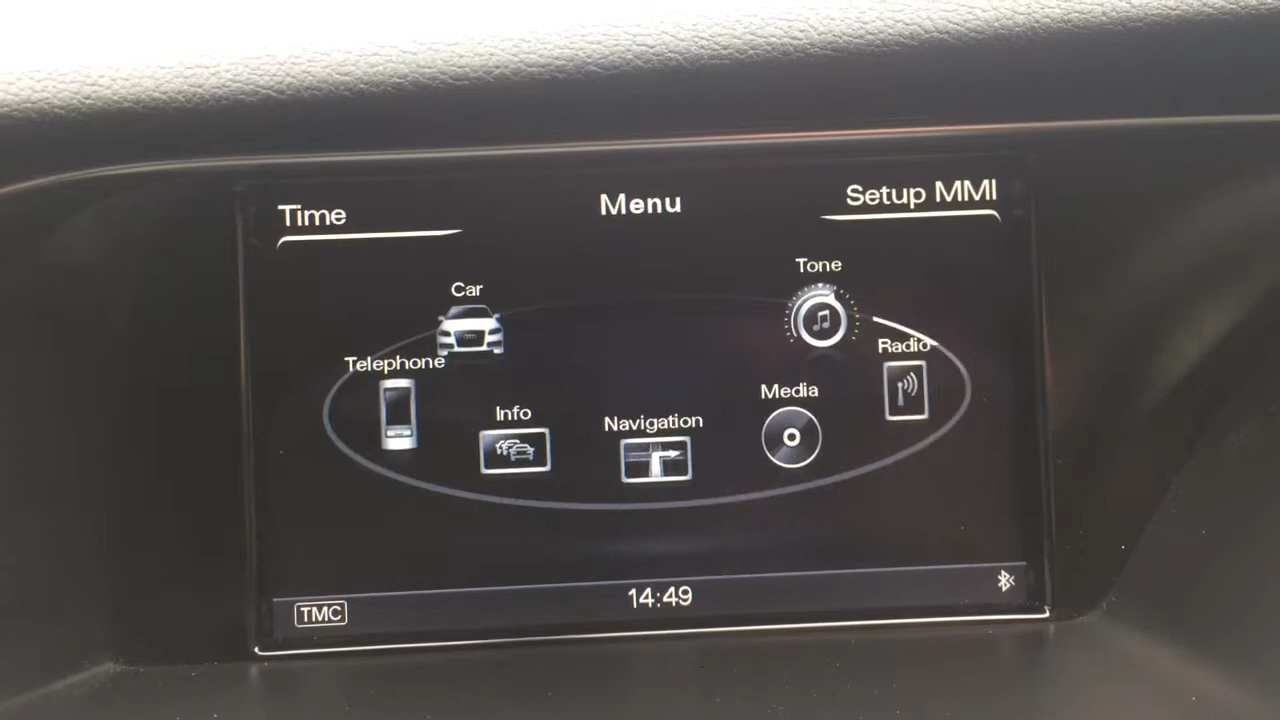 Time
Menu
Setup MMI
Car
Tone
Telephone
Radio
Info
Navigation
Media
TMC
14:49